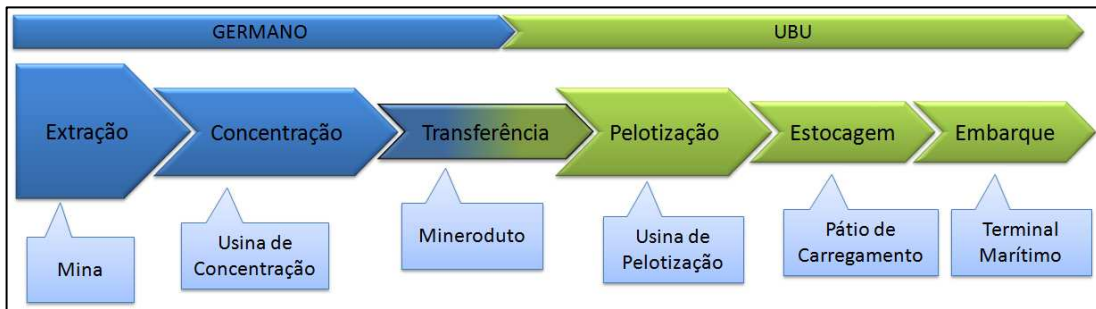 GERMANO
UBU
Extração
Concentração
Transferência
Pelotização
Estocagem
Embarque
Mina
Usina de
Concentração
Mineroduto
Usina de
Pelotização
Pátio de
Carregamento
Terminal
Marítimo